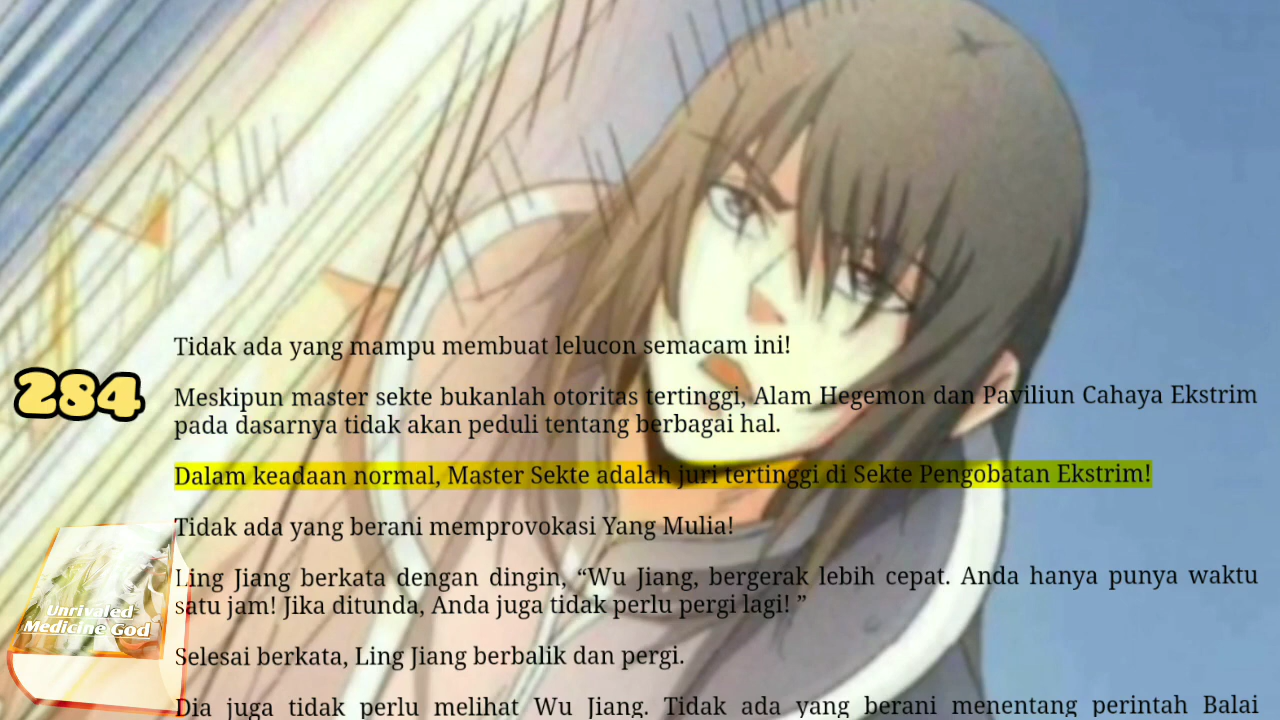 Tidak ada yang mampu membuat lelucon semacam ini!
284
Meskipun master sekte bukanlah otoritas tertinggi, Alam Hegemon dan Paviliun Cahaya Ekstrim
pada dasarnya tidak akan peduli tentang berbagai hal.
Dalam keadaan normal, Master Sekte adalah juri tertinggi di Sekte Pengobatan Ekstrim!
Tidak ada yang berani memprovokasi Yang Mulia!
Ling Jiang berkata dengan dingin, “Wu Jiang, bergerak lebih cepat. Anda hanya punya waktu
satu jam! Jika ditunda, Anda juga tidak perlu pergi lagi! ”
Unrivaled
Medicine God
Selesai berkata, Ling Jiang berbalik dan pergi.
Dia juga tidak perlu melihat Wu Jiang. Tidak ada yang berani menentang perintah Balai